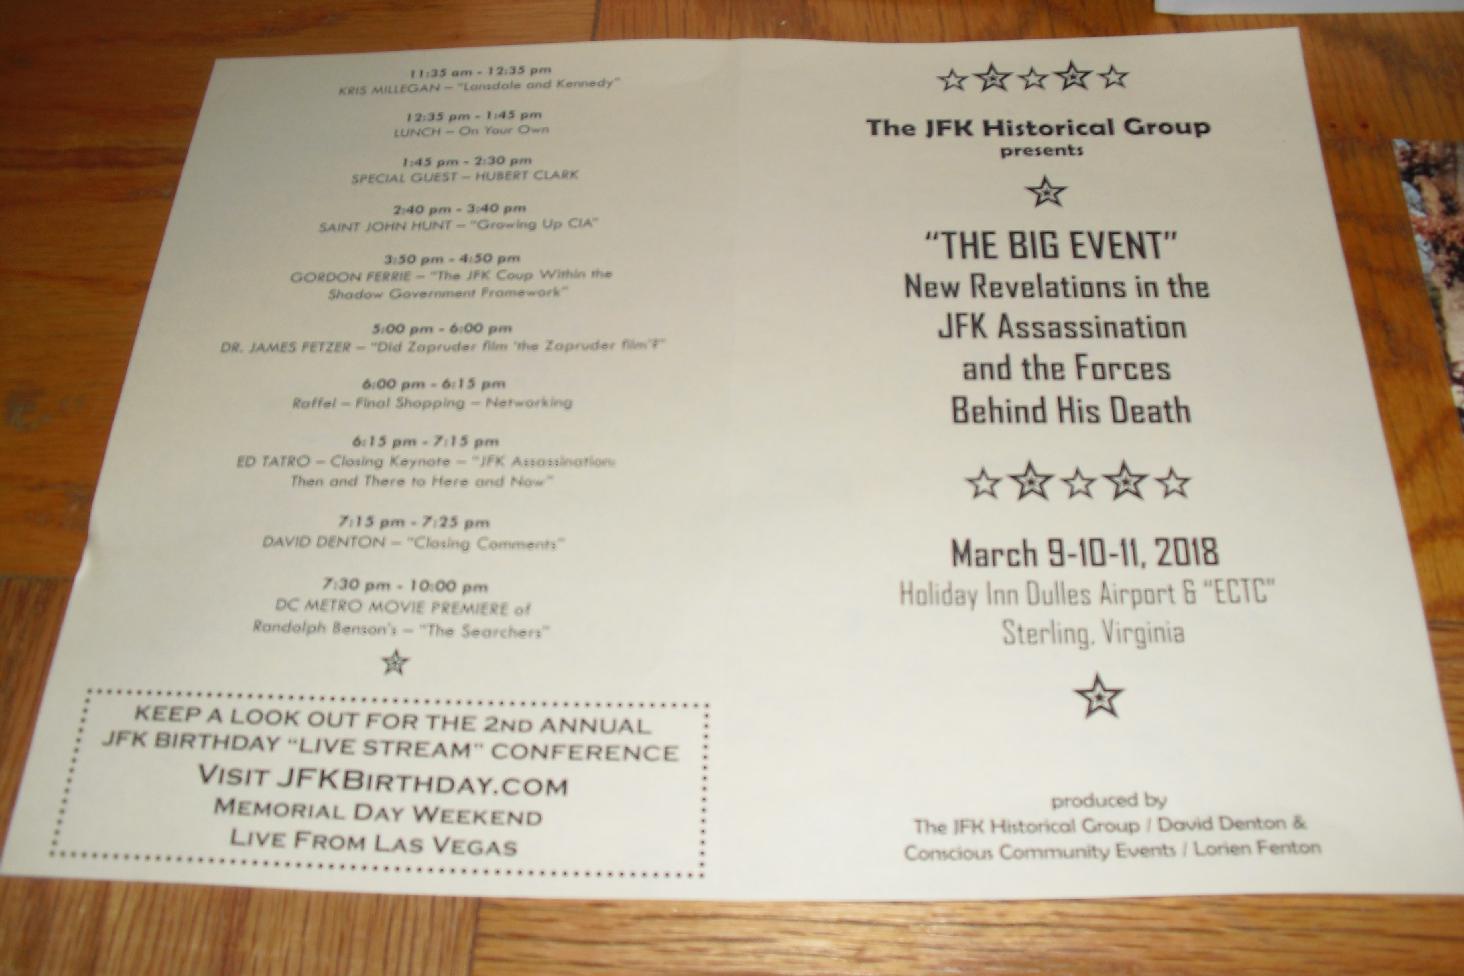 11:35 am - 12:35 pm
KRIS MILLEGAN – "Lansdale and Kennedy"
12:35 pm - 1:45 pm
LUNCH – On Your Own
1:45 pm - 2:30 pm
SPECIAL GUEST – HUBERT CLARK
2:40 pm - 3:40 pm
SAINT JOHN HUNT – "Growing Up CIA"
3:50 pm - 4:50 pm
GORDON FERRIE – "The JFK Coup Within the
Shadow Government Framework"
5:00 pm - 6:00 pm
DR. JAMES FETZER – "Did Zapruder film 'the Zapruder film'?"
6:00 pm - 6:15 pm
Raffel – Final Shopping – Networking
6:15 pm - 7:15 pm
ED TATRO – Closing Keynote – "JFK Assassination:
Then and There to Here and Now"
7:15 pm - 7:25 pm
DAVID DENTON – "Closing Comments"
7:30 pm - 10:00 pm
DC METRO MOVIE PREMIERE of
Randolph Benson's – "The Searchers"
KEEP A LOOK OUT FOR THE 2ND ANNUAL
JFK BIRTHDAY "LIVE STREAM" CONFERENCE
VISIT JFKBIRTHDAY.COM
MEMORIAL DAY WEEKEND
LIVE FROM LAS VEGAS
The JFK Historical Group
presents
"THE BIG EVENT"
New Revelations in the
JFK Assassination
and the Forces
Behind His Death
March 9-10-11, 2018
Holiday Inn Dulles Airport & "ECTC"
Sterling, Virginia
produced by
The JFK Historical Group / David Denton &
Conscious Community Events / Lorien Fenton